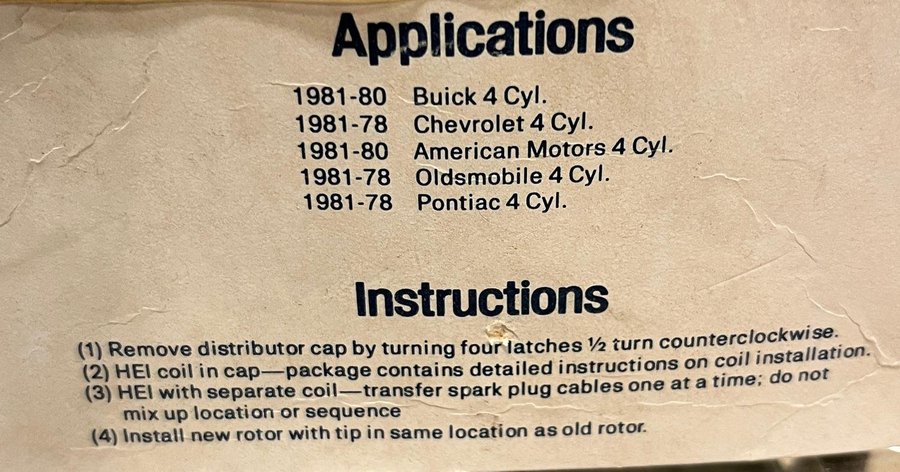 Applications
1981-80 Buick 4 Cyl.
1981-78 Chevrolet 4 Cyl.
1981-80 American Motors 4 Cyl.
1981-78 Oldsmobile 4 Cyl.
1981-78 Pontiac 4 Cyl.
Instructions
(1) Remove distributor cap by turning four latches ½ turn counterclockwise.
(2) HEI coil in cap—package contains detailed instructions on coil installation.
(3) HEI with separate coil—transfer spark plug cables one at a time; do not
mix up location or sequence
(4) Install new rotor with tip in same location as old rotor.